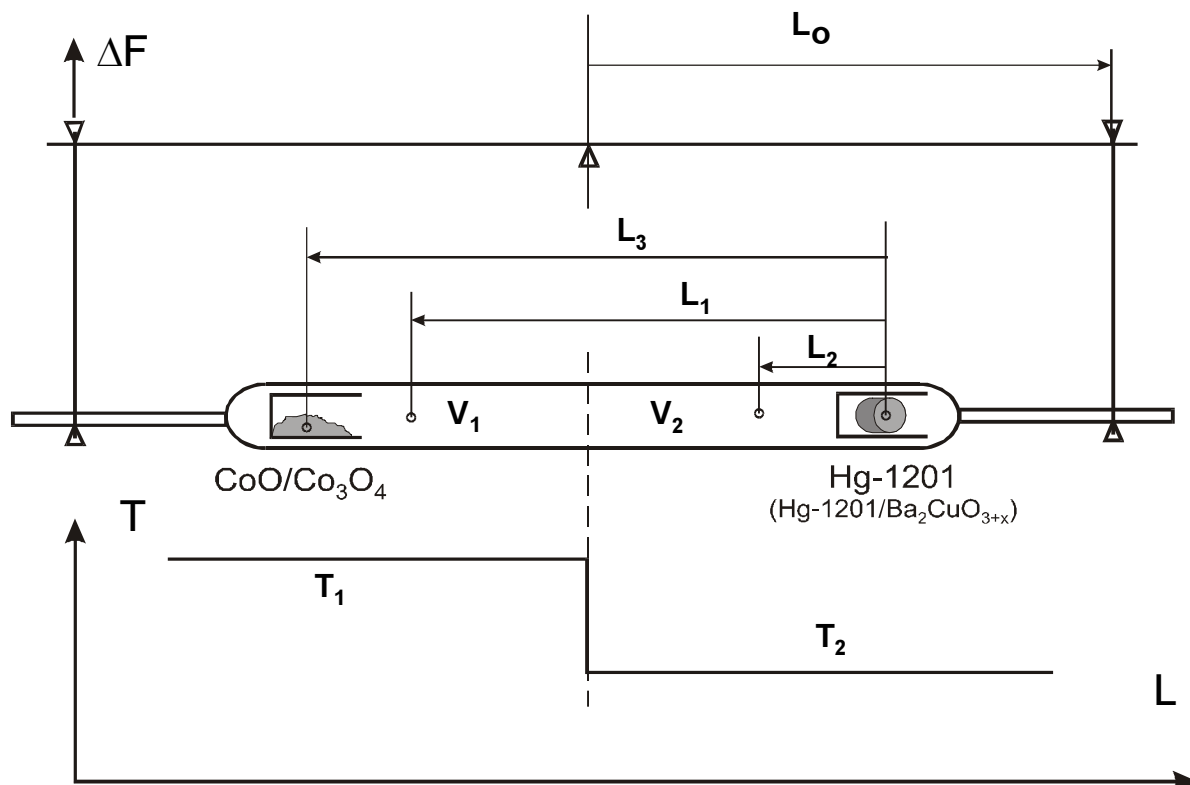 L₀
ΔF
L₃
L₁
L₂
V₁
V₂
CoO/Co₃O₄
Hg-1201
(Hg-1201/Ba₂CuO₃₊ₓ)
T
T₁
T₂
L